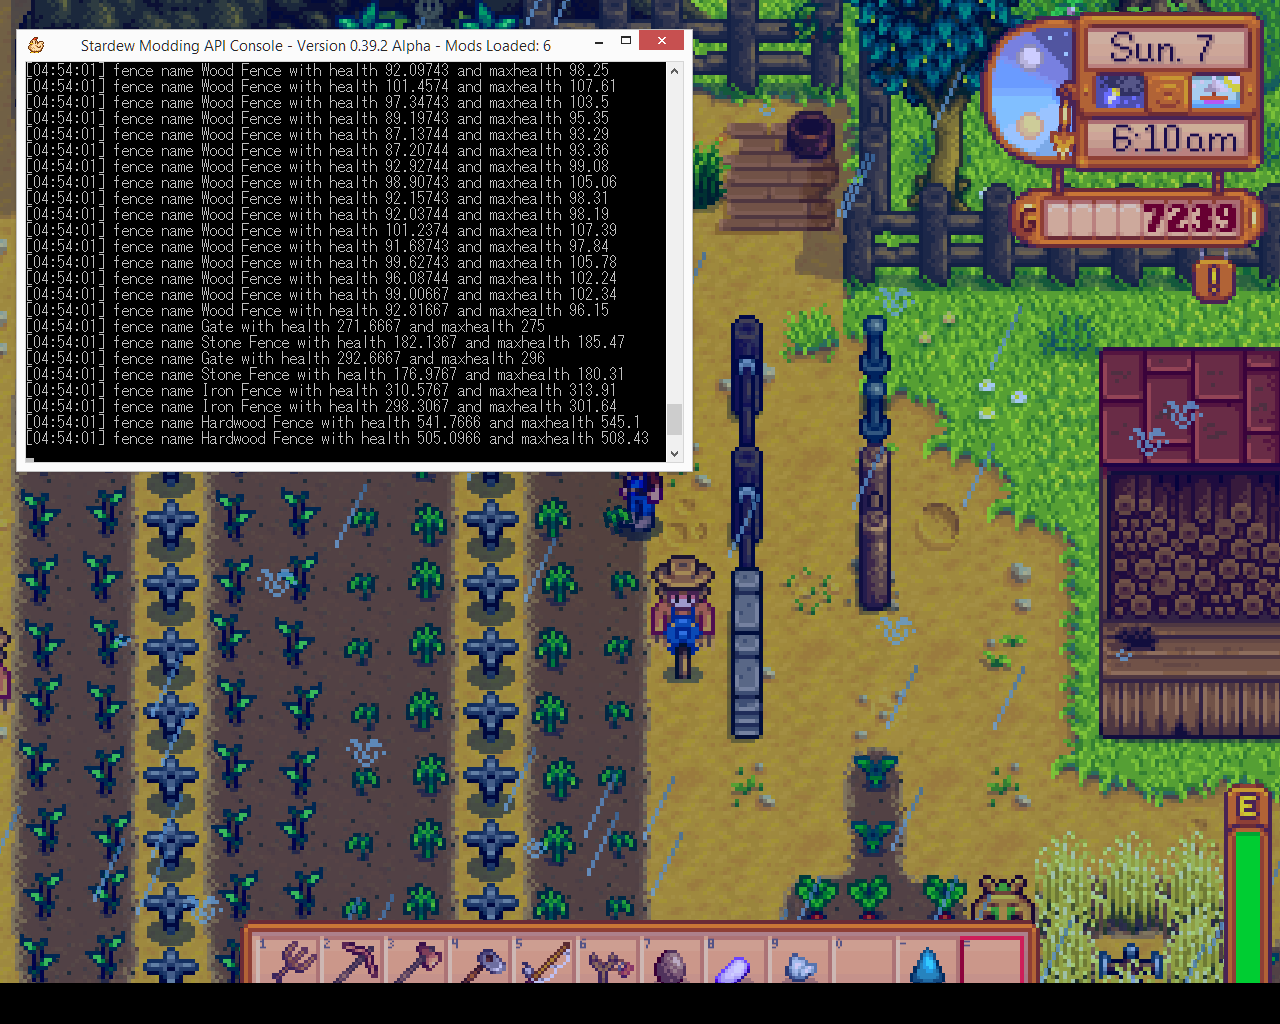 Stardew Modding API Console - Version 0.39.2 Alpha - Mods Loaded: 6
[04:54:01] fence name Wood Fence with health 92.09743 and maxhealth 98.25
[04:54:01] fence name Wood Fence with health 101.4574 and maxhealth 107.61
[04:54:01] fence name Wood Fence with health 97.34743 and maxhealth 103.5
[04:54:01] fence name Wood Fence with health 89.19743 and maxhealth 95.35
[04:54:01] fence name Wood Fence with health 87.13744 and maxhealth 93.29
[04:54:01] fence name Wood Fence with health 87.20744 and maxhealth 93.36
[04:54:01] fence name Wood Fence with health 92.92744 and maxhealth 99.08
[04:54:01] fence name Wood Fence with health 98.90743 and maxhealth 105.06
[04:54:01] fence name Wood Fence with health 92.15743 and maxhealth 98.31
[04:54:01] fence name Wood Fence with health 92.03744 and maxhealth 98.19
[04:54:01] fence name Wood Fence with health 101.2374 and maxhealth 107.39
[04:54:01] fence name Wood Fence with health 91.68743 and maxhealth 97.84
[04:54:01] fence name Wood Fence with health 99.62743 and maxhealth 105.78
[04:54:01] fence name Wood Fence with health 96.08744 and maxhealth 102.24
[04:54:01] fence name Wood Fence with health 99.00667 and maxhealth 102.34
[04:54:01] fence name Wood Fence with health 92.81667 and maxhealth 96.15
[04:54:01] fence name Gate with health 271.6667 and maxhealth 275
[04:54:01] fence name Stone Fence with health 182.1367 and maxhealth 185.47
[04:54:01] fence name Gate with health 292.6667 and maxhealth 296
[04:54:01] fence name Stone Fence with health 176.9767 and maxhealth 180.31
[04:54:01] fence name Iron Fence with health 310.5767 and maxhealth 313.91
[04:54:01] fence name Iron Fence with health 298.3067 and maxhealth 301.64
[04:54:01] fence name Hardwood Fence with health 541.7666 and maxhealth 545.1
[04:54:01] fence name Hardwood Fence with health 505.0966 and maxhealth 508.43
Sun. 7
6:10am
G 7239
!
E
1 2 3 4 5 6 7 8 9 0 - =